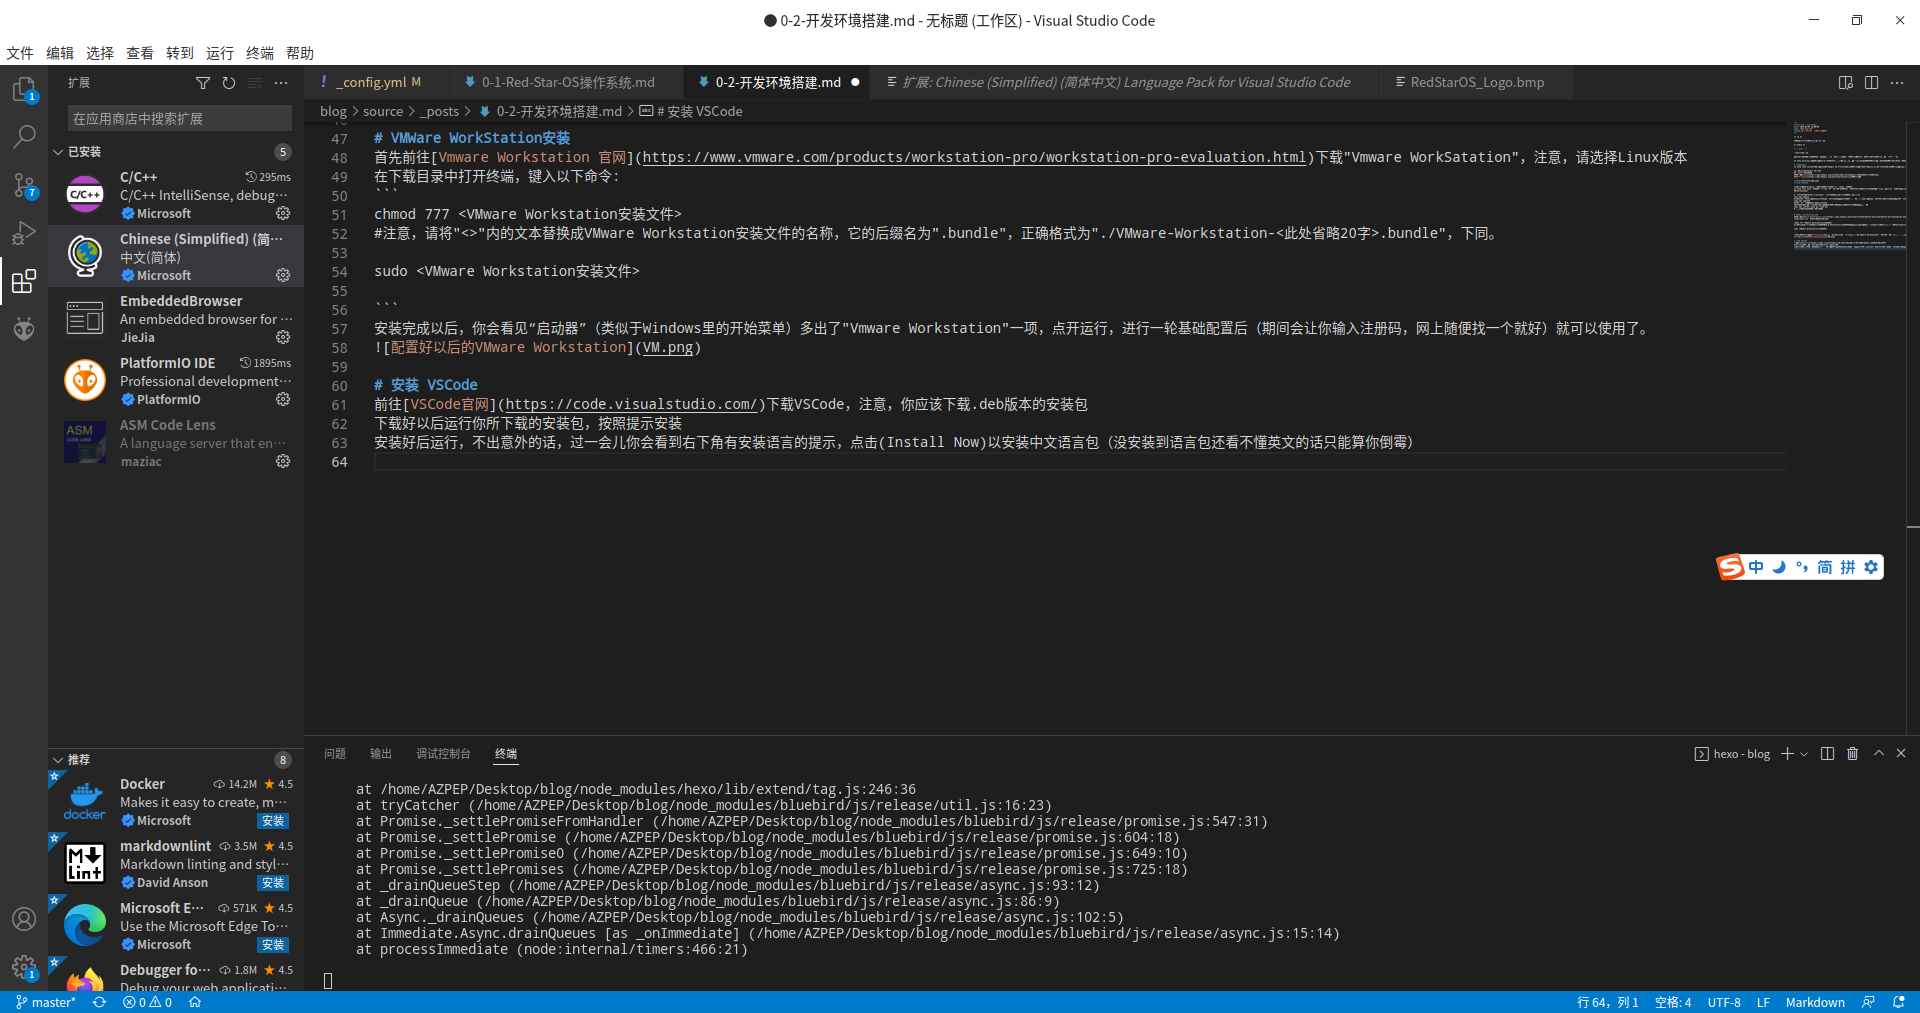 ● 0-2-开发环境搭建.md - 无标题 (工作区) - Visual Studio Code
文件 编辑 选择 查看 转到 运行 终端 帮助
扩展
! _config.yml M
0-1-Red-Star-OS操作系统.md
0-2-开发环境搭建.md ●
扩展: Chinese (Simplified) (简体中文) Language Pack for Visual Studio Code
RedStarOS_Logo.bmp
在应用商店中搜索扩展
已安装 5
C/C++ 295ms
C/C++ IntelliSense, debug···
Microsoft
Chinese (Simplified) (简···
中文(简体)
Microsoft
EmbeddedBrowser
An embedded browser for ···
JieJia
PlatformIO IDE 1895ms
Professional development···
PlatformIO
ASM Code Lens
A language server that en···
maziac
推荐 8
Docker 14.2M ★ 4.5
Makes it easy to create, m···
Microsoft 安装
markdownlint 3.5M ★ 4.5
Markdown linting and styl···
David Anson 安装
Microsoft E··· 571K ★ 4.5
Use the Microsoft Edge To···
Microsoft 安装
Debugger fo··· 1.8M ★ 4.5
Debug your web applicati···
blog > source > _posts > 0-2-开发环境搭建.md > # 安装 VSCode
47 # VMWare WorkStation安装
48 首先前往[Vmware Workstation 官网](https://www.vmware.com/products/workstation-pro/workstation-pro-evaluation.html)下载"Vmware WorkSatation"，注意，请选择Linux版本
49 在下载目录中打开终端，键入以下命令：
50 ```
51 chmod 777 <VMware Workstation安装文件>
52 #注意，请将"<>"内的文本替换成VMware Workstation安装文件的名称，它的后缀名为".bundle"，正确格式为"./VMware-Workstation-<此处省略20字>.bundle"，下同。
53
54 sudo <VMware Workstation安装文件>
55
56 ```
57 安装完成以后，你会看见“启动器”（类似于Windows里的开始菜单）多出了"Vmware Workstation"一项，点开运行，进行一轮基础配置后（期间会让你输入注册码，网上随便找一个就好）就可以使用了。
58 ![配置好以后的VMware Workstation](VM.png)
59
60 # 安装 VSCode
61 前往[VSCode官网](https://code.visualstudio.com/)下载VSCode，注意，你应该下载.deb版本的安装包
62 下载好以后运行你所下载的安装包，按照提示安装
63 安装好后运行，不出意外的话，过一会儿你会看到右下角有安装语言的提示，点击(Install Now)以安装中文语言包（没安装到语言包还看不懂英文的话只能算你倒霉）
64
中 简 拼
问题 输出 调试控制台 终端
hexo - blog
at /home/AZPEP/Desktop/blog/node_modules/hexo/lib/extend/tag.js:246:36
at tryCatcher (/home/AZPEP/Desktop/blog/node_modules/bluebird/js/release/util.js:16:23)
at Promise._settlePromiseFromHandler (/home/AZPEP/Desktop/blog/node_modules/bluebird/js/release/promise.js:547:31)
at Promise._settlePromise (/home/AZPEP/Desktop/blog/node_modules/bluebird/js/release/promise.js:604:18)
at Promise._settlePromise0 (/home/AZPEP/Desktop/blog/node_modules/bluebird/js/release/promise.js:649:10)
at Promise._settlePromises (/home/AZPEP/Desktop/blog/node_modules/bluebird/js/release/promise.js:725:18)
at _drainQueueStep (/home/AZPEP/Desktop/blog/node_modules/bluebird/js/release/async.js:93:12)
at _drainQueue (/home/AZPEP/Desktop/blog/node_modules/bluebird/js/release/async.js:86:9)
at Async._drainQueues (/home/AZPEP/Desktop/blog/node_modules/bluebird/js/release/async.js:102:5)
at Immediate.Async.drainQueues [as _onImmediate] (/home/AZPEP/Desktop/blog/node_modules/bluebird/js/release/async.js:15:14)
at processImmediate (node:internal/timers:466:21)
master* 0 0 行 64，列 1 空格: 4 UTF-8 LF Markdown